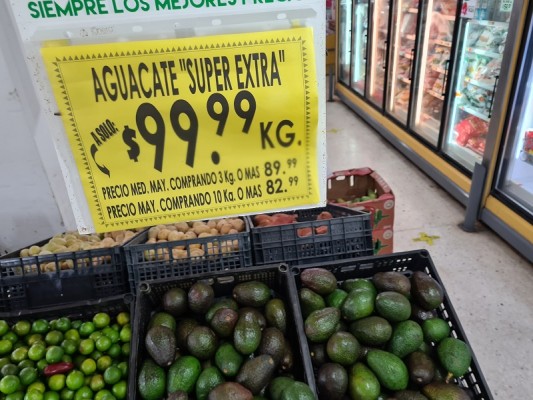 SIEMPRE LOS MEJORES PRECI
AGUACATE "SUPER EXTRA"
A SOLO:
$99.99 KG.
PRECIO MED. MAY. COMPRANDO 3 Kg. O MAS 89.99
PRECIO MAY. COMPRANDO 10 Kg. O MAS 82.99